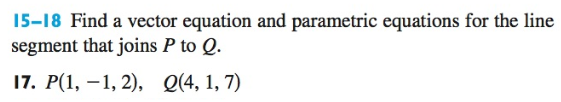 15–18 Find a vector equation and parametric equations for the line
segment that joins P to Q.
17. P(1, −1, 2), Q(4, 1, 7)